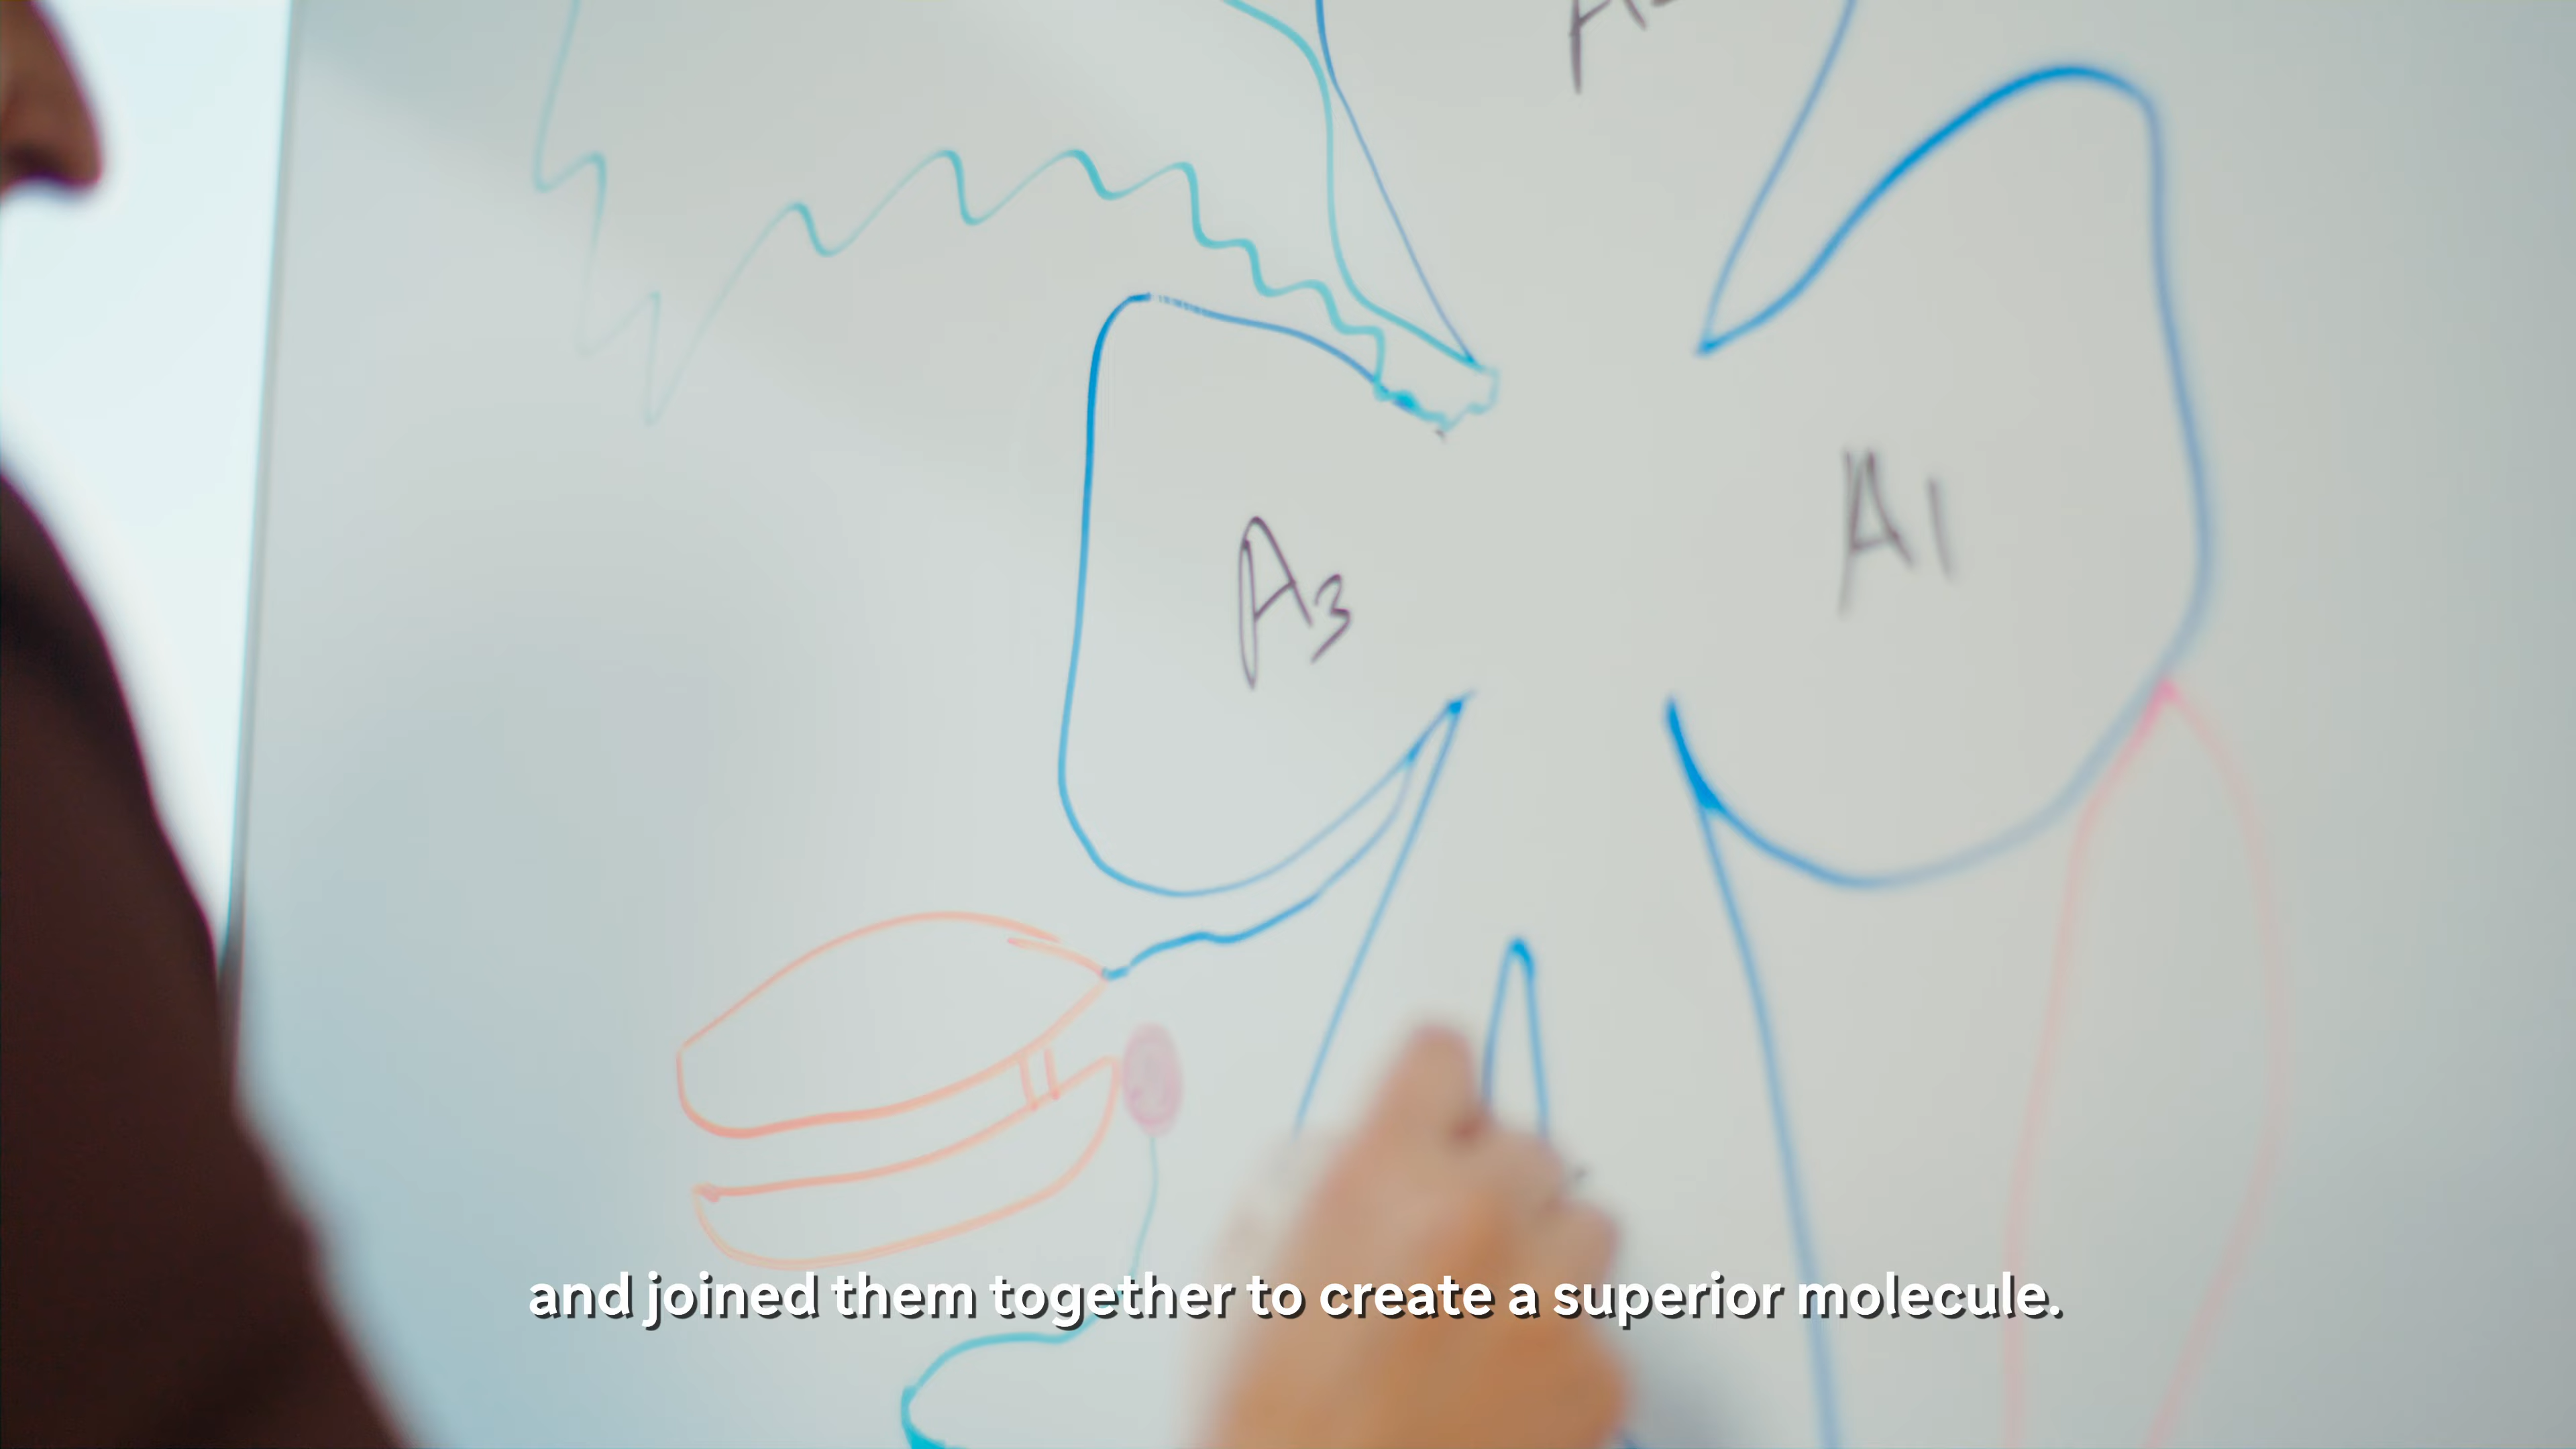 A1
A3
and joined them together to create a superior molecule.